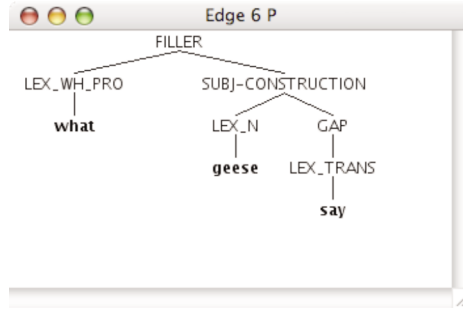 Edge 6 P
FILLER
LEX_WH_PRO SUBJ-CONSTRUCTION
what LEX_N GAP
geese LEX_TRANS
say